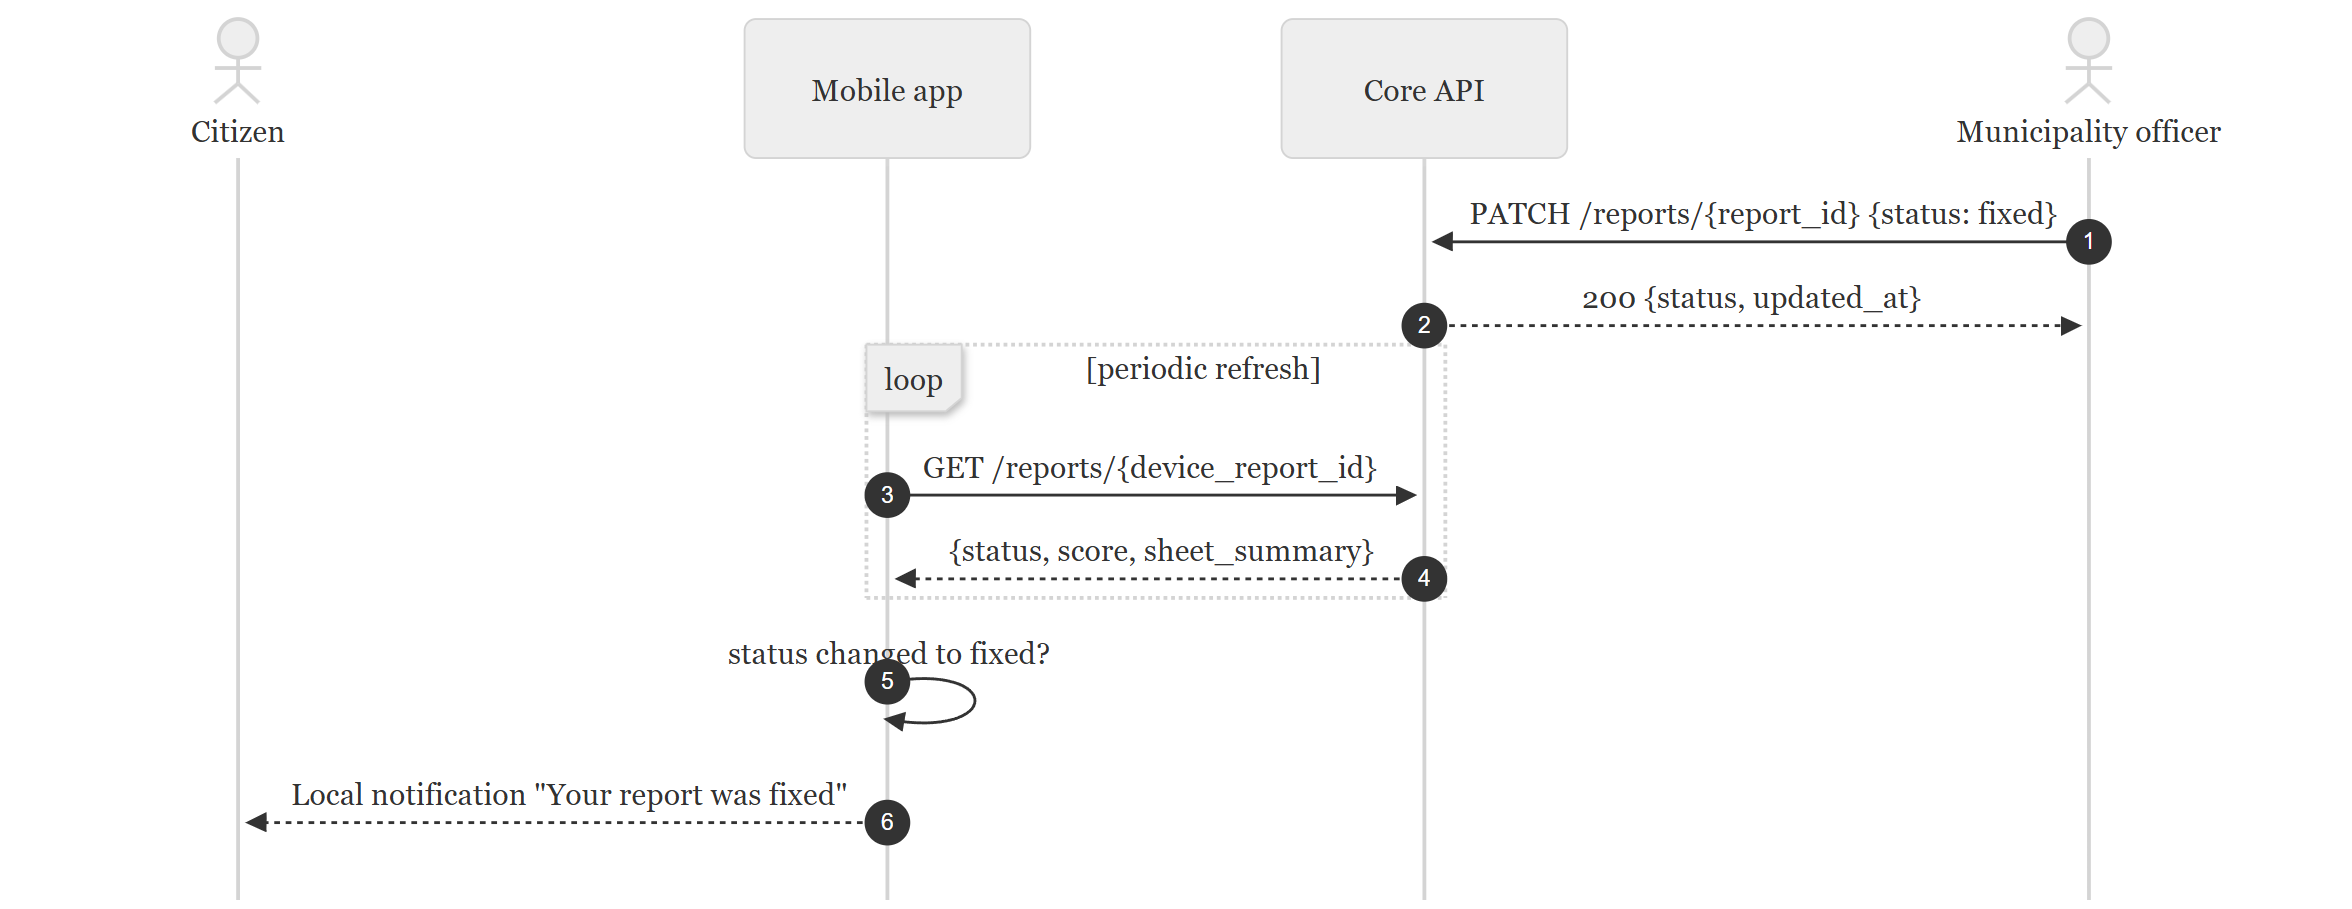 Citizen
Mobile app
Core API
Municipality officer
PATCH /reports/{report_id} {status: fixed}
1
200 {status, updated_at}
2
loop
[periodic refresh]
GET /reports/{device_report_id}
3
{status, score, sheet_summary}
4
status changed to fixed?
5
Local notification "Your report was fixed"
6